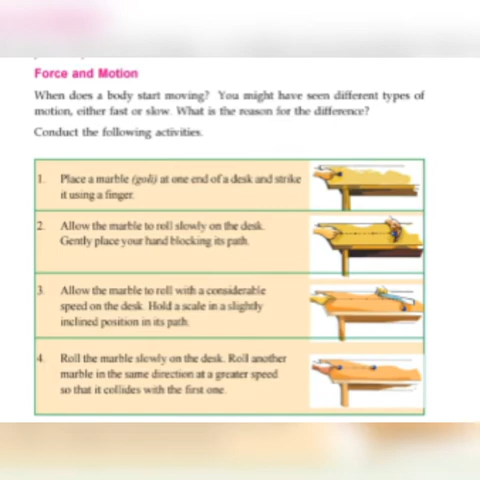 Force and Motion
When does a body start moving? You might have seen different types of
motion, either fast or slow. What is the reason for the difference?
Conduct the following activities.
1. Place a marble (goli) at one end of a desk and strike
it using a finger.
2. Allow the marble to roll slowly on the desk.
Gently place your hand blocking its path.
3. Allow the marble to roll with a considerable
speed on the desk. Hold a scale in a slightly
inclined position in its path.
4. Roll the marble slowly on the desk. Roll another
marble in the same direction at a greater speed
so that it collides with the first one.